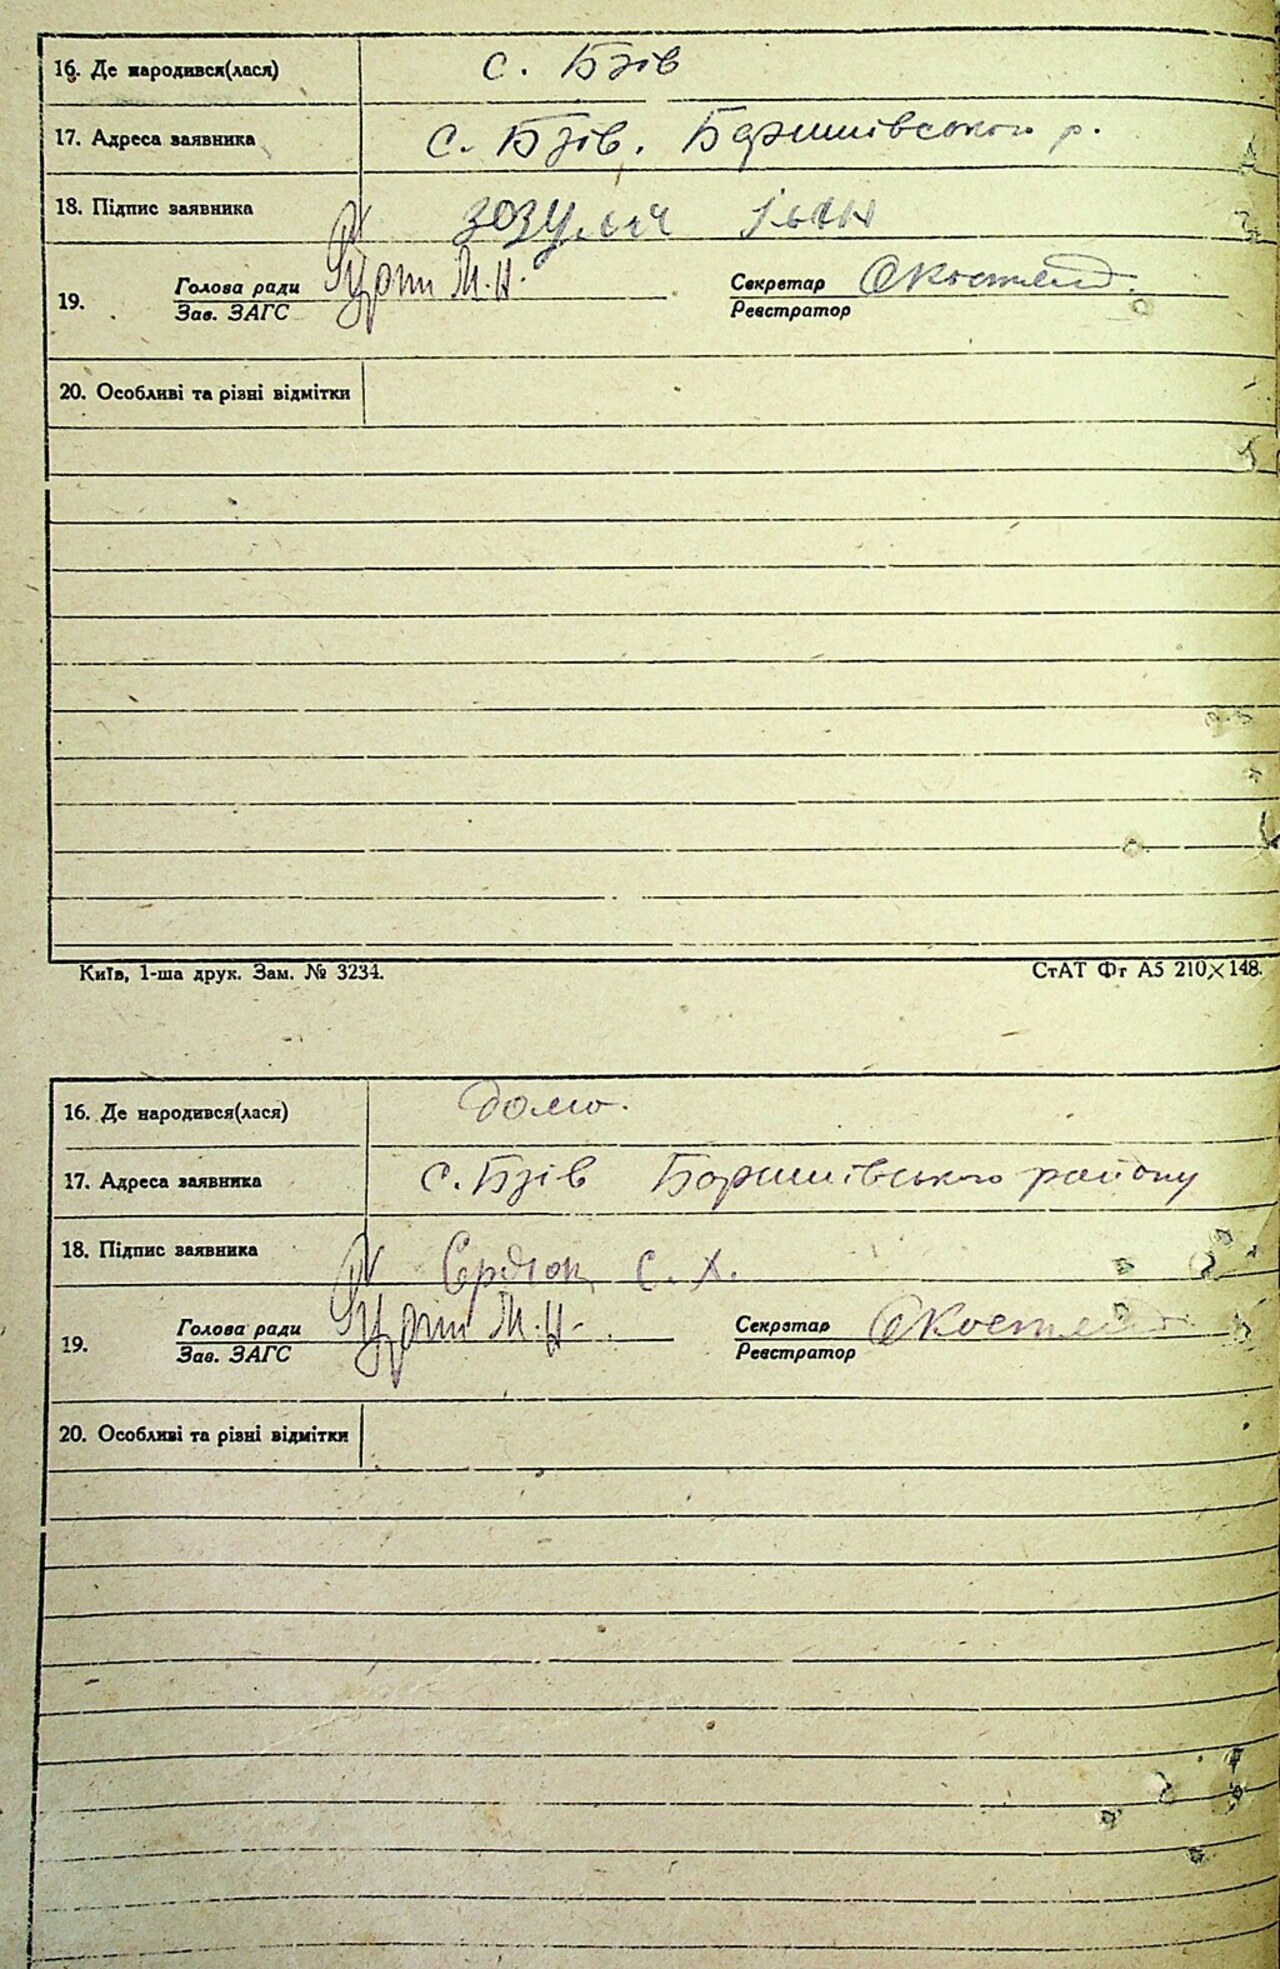 16. Де народився(лася) с. Бзів
17. Адреса заявника с. Бзів. Баришівського р.
18. Підпис заявника Зозуля Іван
Голова ради М. Н. Секретар
19.
Зав. ЗАГС Реєстратор
20. Особливі та різні відмітки
Київ, 1-ша друк. Зам. № 3234. СтАТ Фг А5 210×148.
16. Де народився(лася) дома.
17. Адреса заявника с. Бзів Баришівського району
18. Підпис заявника Сердюк С. Х.
Голова ради М. Н. Секретар
19.
Зав. ЗАГС Реєстратор
20. Особливі та різні відмітки